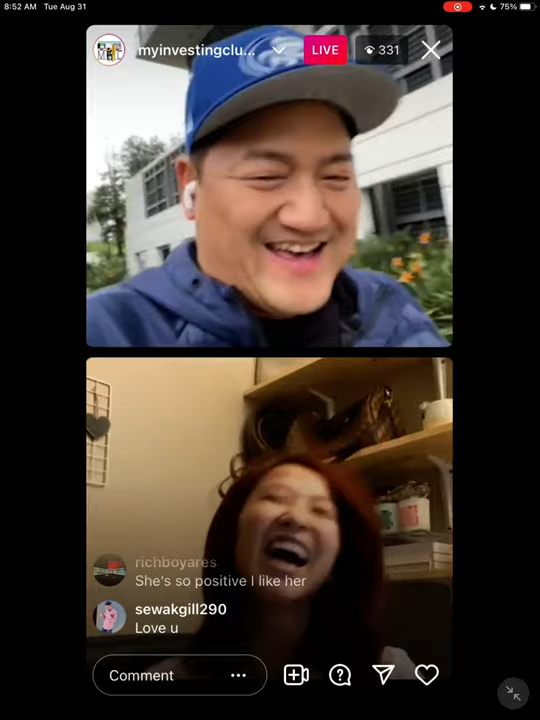 8:52 AM Tue Aug 31
75%
myinvestingclu...
LIVE
331
richboyares
She's so positive I like her
sewakgill290
Love u
Comment